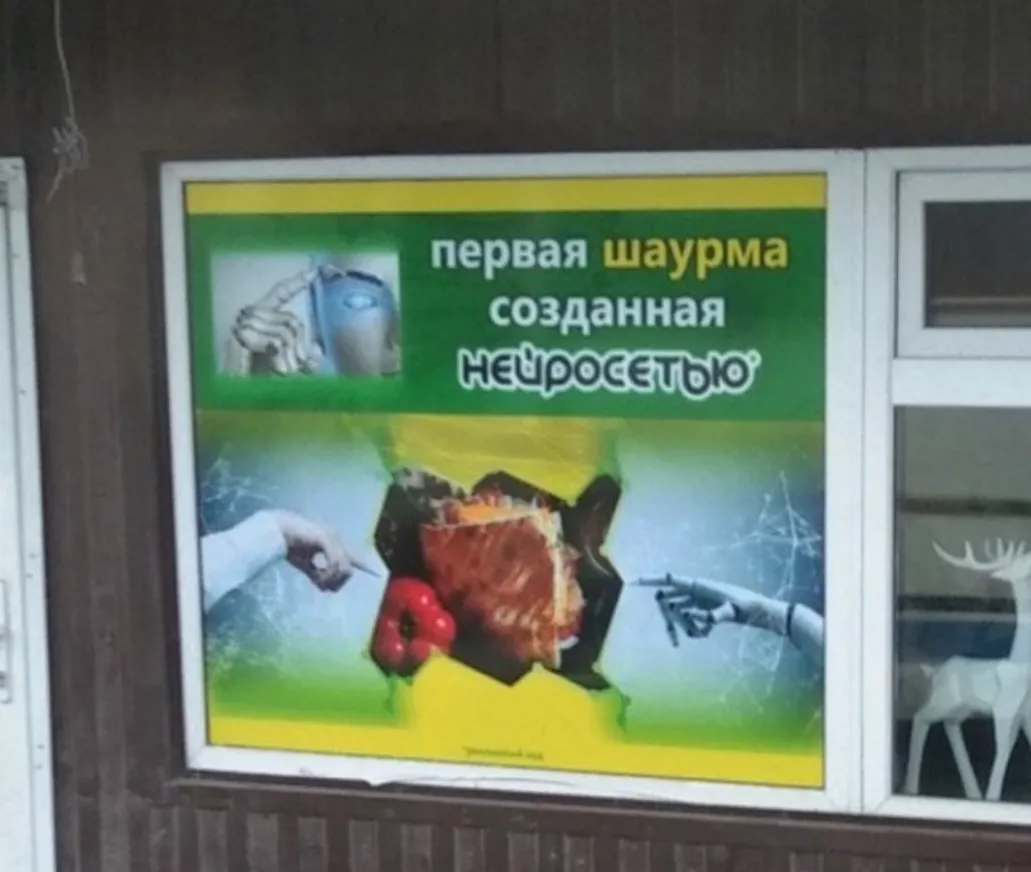 первая шаурма
созданная
нейросетью*